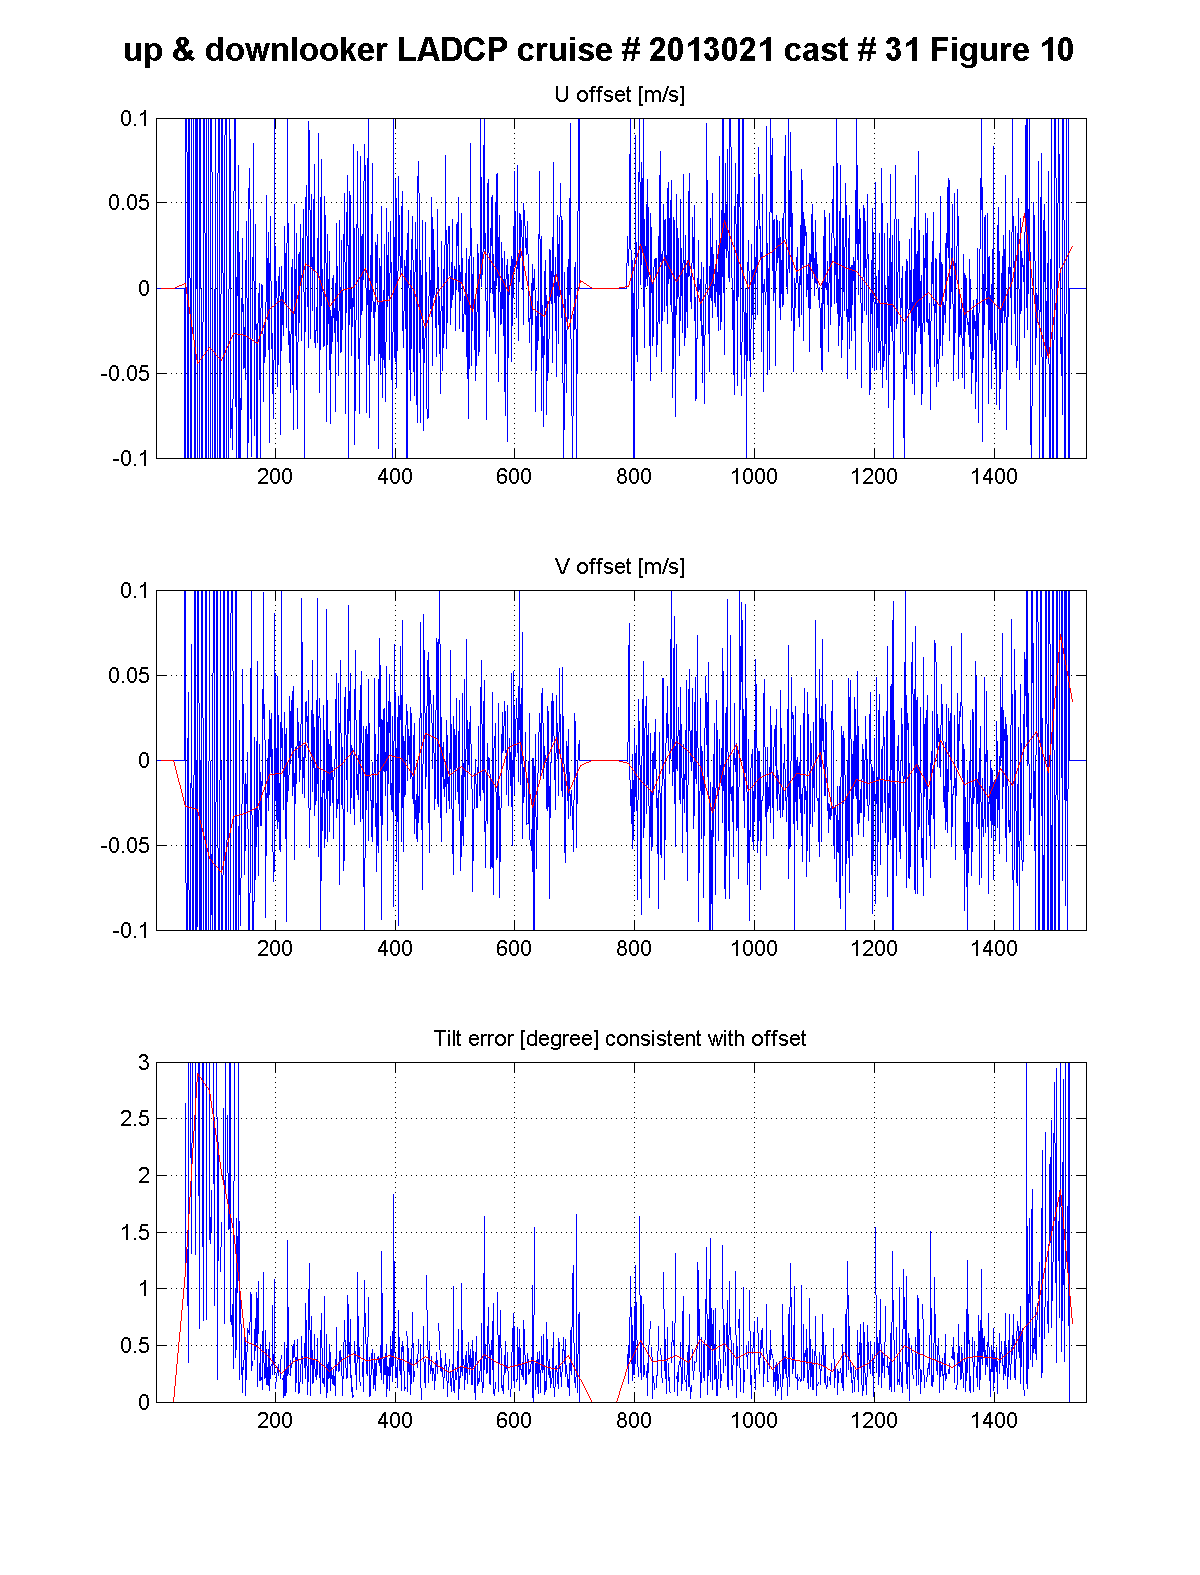 up & downlooker LADCP cruise # 2013021 cast # 31 Figure 10
U offset [m/s]
0.1
0.05
0
-0.05
-0.1
200 400 600 800 1000 1200 1400
V offset [m/s]
0.1
0.05
0
-0.05
-0.1
200 400 600 800 1000 1200 1400
Tilt error [degree] consistent with offset
3
2.5
2
1.5
1
0.5
0
200 400 600 800 1000 1200 1400